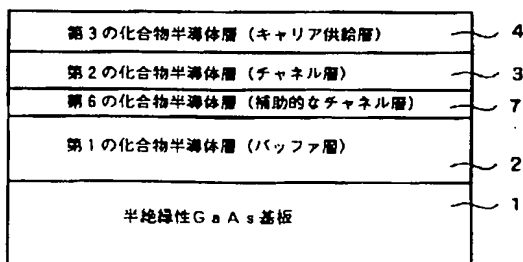 第3の化合物半導体層(キャリア供給層) 4
第2の化合物半導体層(チャネル層) 3
第6の化合物半導体層(補助的なチャネル層) 7
第1の化合物半導体層(バッファ層) 2
半絶縁性GaAs基板 1